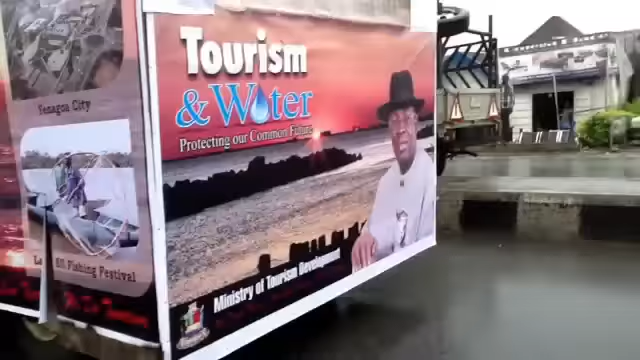 Yenagoa City
Fishing Festival
Tourism
& Water
Protecting our Common Future
Ministry of Tourism Development